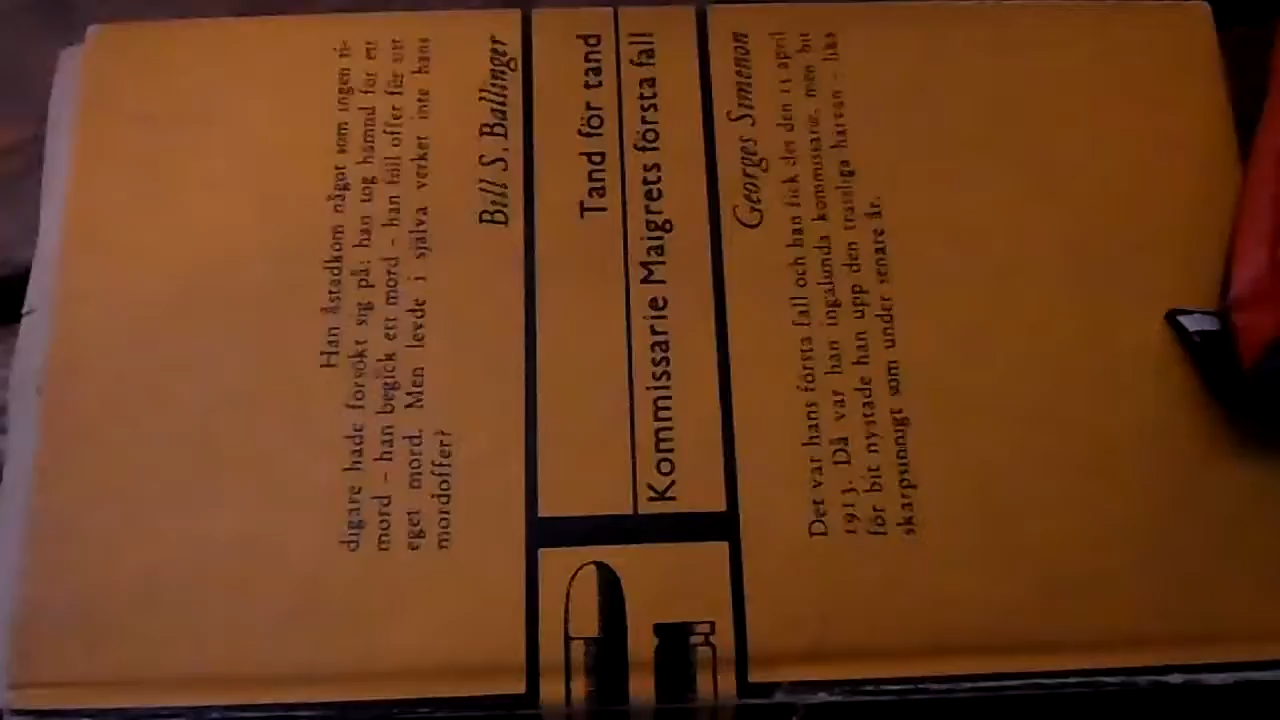 Han åstadkom något som ingen ti-
digare hade försökt sig på: han tog hämnd för ett
mord – han begick ett mord – han föll offer för sitt
eget mord. Men levde i själva verket inte hans
mordoffer?
Bill S. Ballinger
Tand för tand
Kommissarie Maigrets första fall
Georges Simenon
Det var hans första fall och han fick det den 11 april
1913. Då var han ingalunda kommissarie, men bit
för bit nystade han upp den trassliga härvan – lika
skarpsinnigt som under senare år.